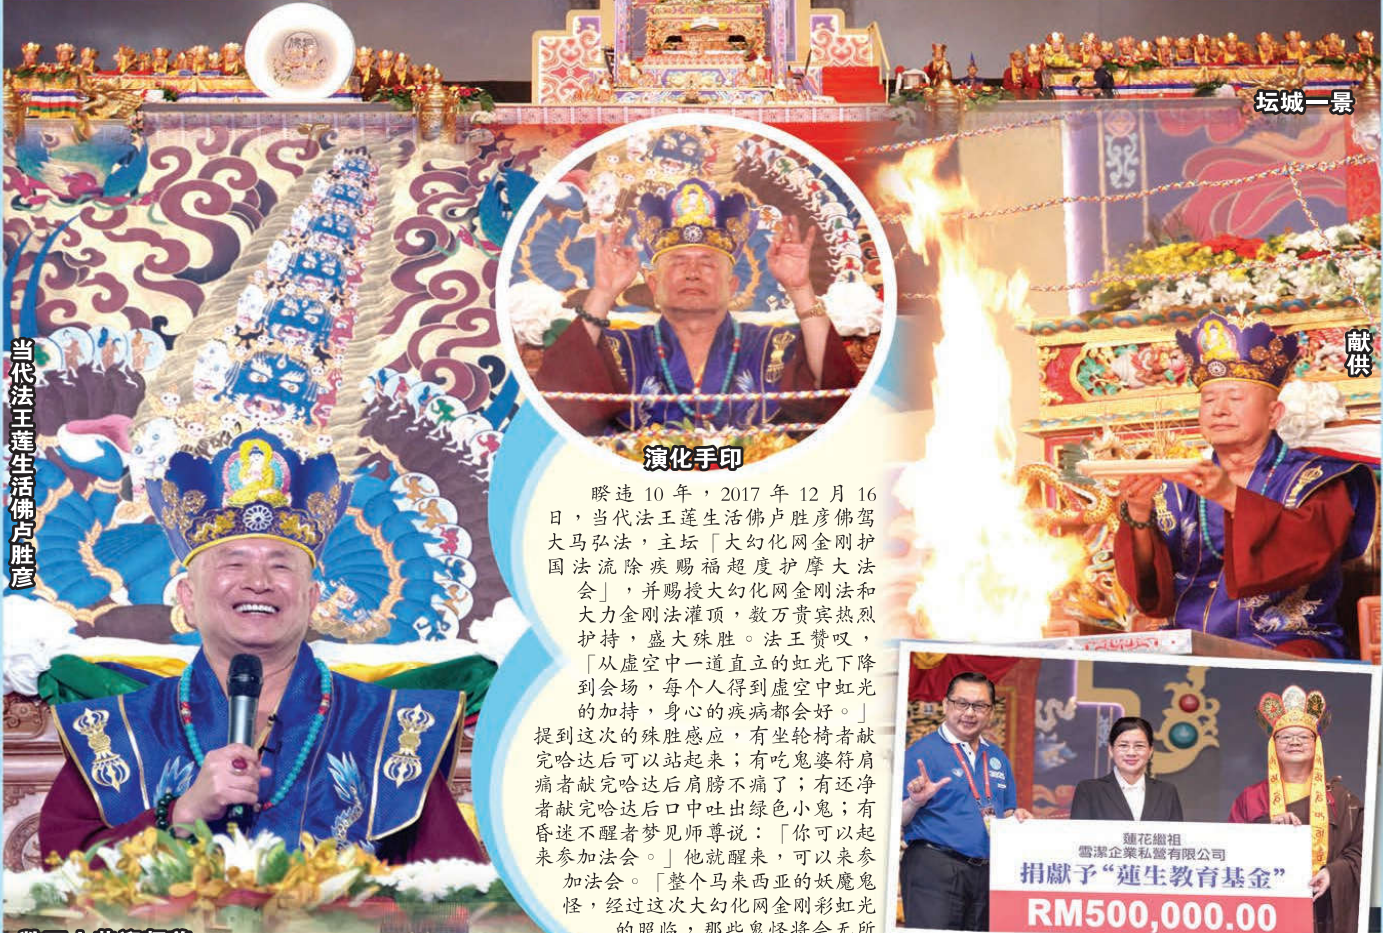 坛城一景
当代法王莲生活佛卢胜彦
演化手印
献供
睽违 10 年，2017 年 12 月 16
日，当代法王莲生活佛卢胜彦佛驾
大马弘法，主坛「大幻化网金刚护
国法流除疾赐福超度护摩大法
会」，并赐授大幻化网金刚法和
大力金刚法灌顶，数万贵宾热烈
护持，盛大殊胜。法王赞叹，
「从虚空中一道直立的虹光下降
到会场，每个人得到虚空中虹光
的加持，身心的疾病都会好。」
提到这次的殊胜感应，有坐轮椅者献
完哈达后可以站起来；有吃鬼婆符肩
痛者献完哈达后肩膀不痛了；有还净
者献完哈达后口中吐出绿色小鬼；有
昏迷不醒者梦见师尊说：「你可以起
来参加法会。」他就醒来，可以来参
加法会。「整个马来西亚的妖魔鬼
怪，经过这次大幻化网金刚彩虹光
的照临，那些鬼怪将会无所
蓮花繼祖
雪潔企業私營有限公司
捐獻予“蓮生教育基金”
RM500,000.00